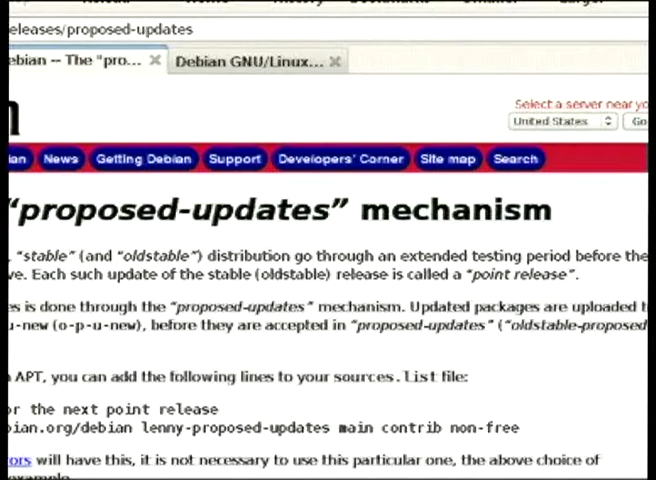 eleases/proposed-updates
ebian -- The "pro... Debian GNU/Linux...
n
Select a server near yo
United States Go
ian News Getting Debian Support Developers' Corner Site map Search
“proposed-updates” mechanism
, “stable” (and “oldstable”) distribution go through an extended testing period before the
ve. Each such update of the stable (oldstable) release is called a “point release”.
es is done through the “proposed-updates” mechanism. Updated packages are uploaded t
u-new (o-p-u-new), before they are accepted in “proposed-updates” (“oldstable-proposed
APT, you can add the following lines to your sources.list file:
or the next point release
bian.org/debian lenny-proposed-updates main contrib non-free
ors will have this, it is not necessary to use this particular one, the above choice of
example.